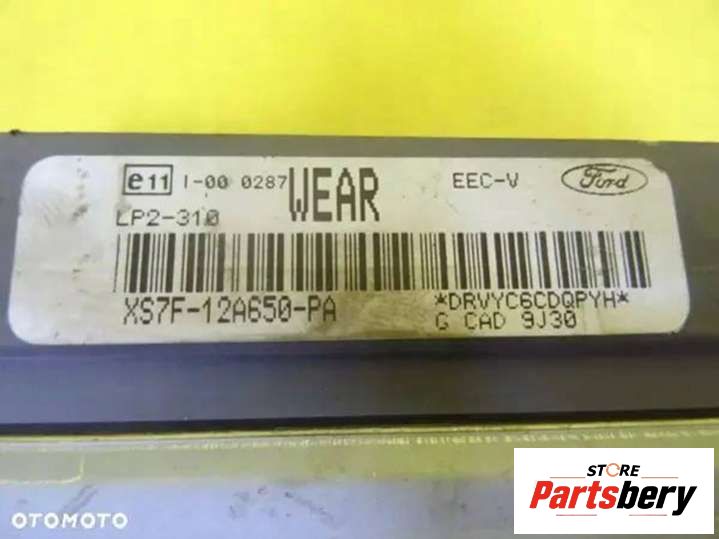 e11 I-00 0287 WEAR EEC-V Ford
LP2-310
XS7F-12A650-PA *DRVYC6CDQPYH*
G CAD 9J30
STORE
Partsbery
OTOMOTO